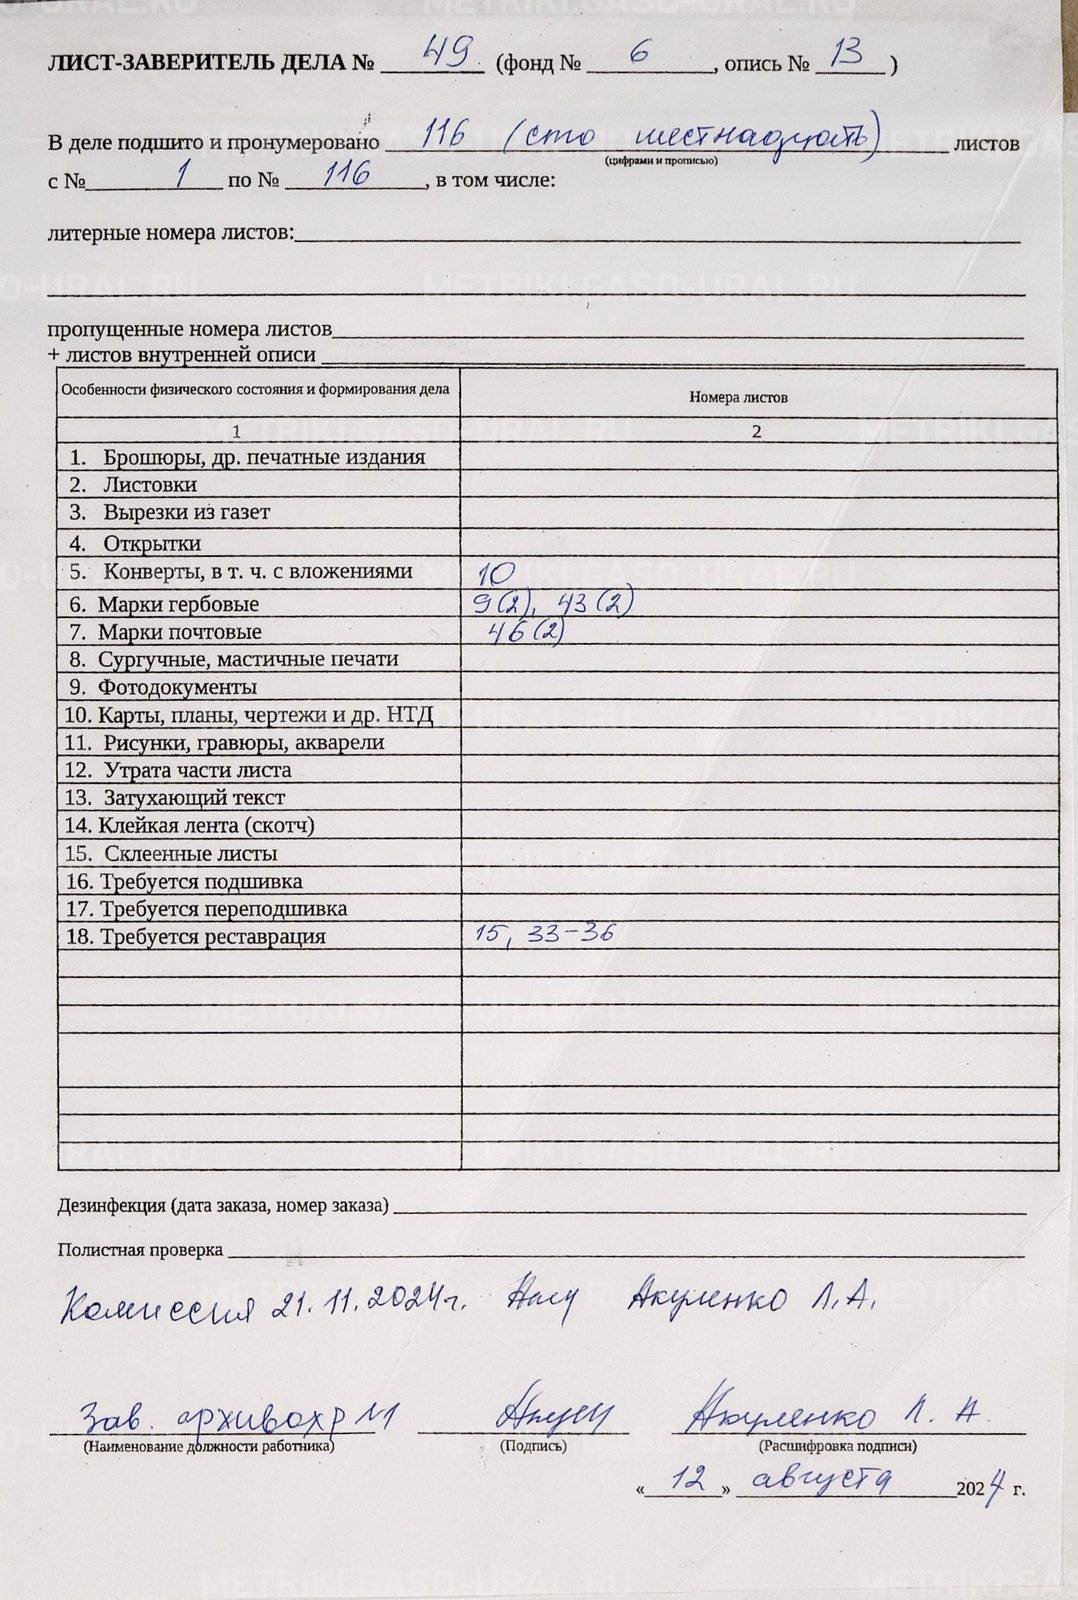 ЛИСТ-ЗАВЕРИТЕЛЬ ДЕЛА № 49 (фонд № 6, опись № 13)
В деле подшито и пронумеровано 116 (сто шестнадцать) листов
(цифрами и прописью)
с № 1 по № 116, в том числе:
литерные номера листов:
пропущенные номера листов
+ листов внутренней описи
Особенности физического состояния и формирования дела Номера листов
1 2
1. Брошюры, др. печатные издания
2. Листовки
3. Вырезки из газет
4. Открытки
5. Конверты, в т. ч. с вложениями 10
6. Марки гербовые 9(2), 43(2)
7. Марки почтовые 46(2)
8. Сургучные, мастичные печати
9. Фотодокументы
10. Карты, планы, чертежи и др. НТД
11. Рисунки, гравюры, акварели
12. Утрата части листа
13. Затухающий текст
14. Клейкая лента (скотч)
15. Склеенные листы
16. Требуется подшивка
17. Требуется переподшивка
18. Требуется реставрация 15, 33-36
Дезинфекция (дата заказа, номер заказа)
Полистная проверка
Комиссия 21.11.2024г. Акуленко Л.А.
Зав. архивохр №1 Акуленко Л. А.
(Наименование должности работника) (Подпись) (Расшифровка подписи)
«12» августа 2024 г.
METRIKI.GASO-URAL.RU